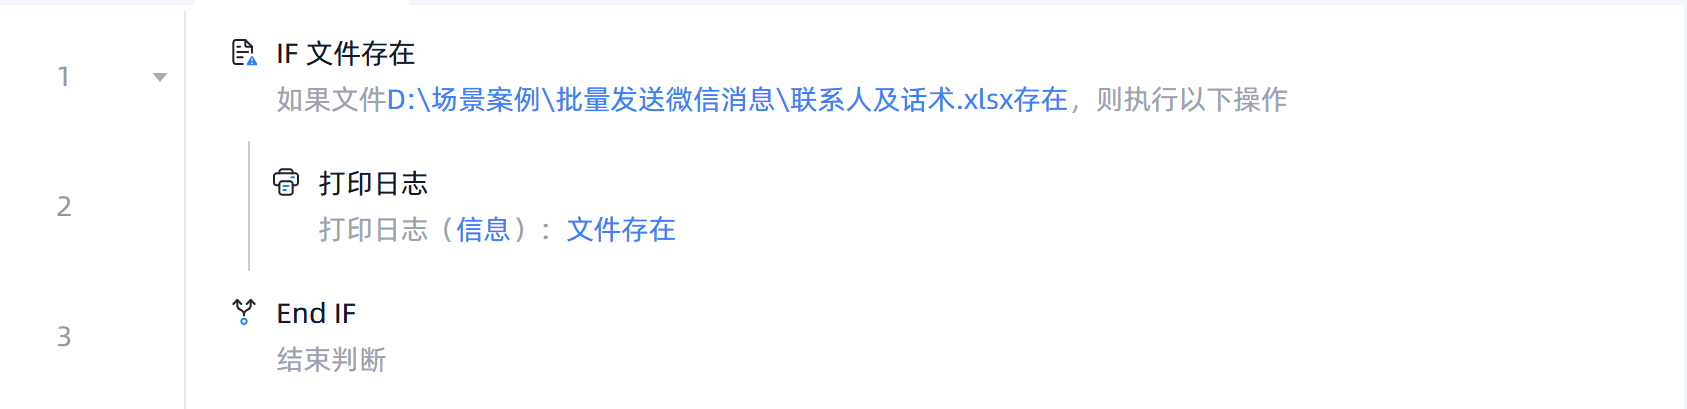 1
IF 文件存在
如果文件D:\场景案例\批量发送微信消息\联系人及话术.xlsx存在，则执行以下操作
2
打印日志
打印日志（信息）：文件存在
3
End IF
结束判断